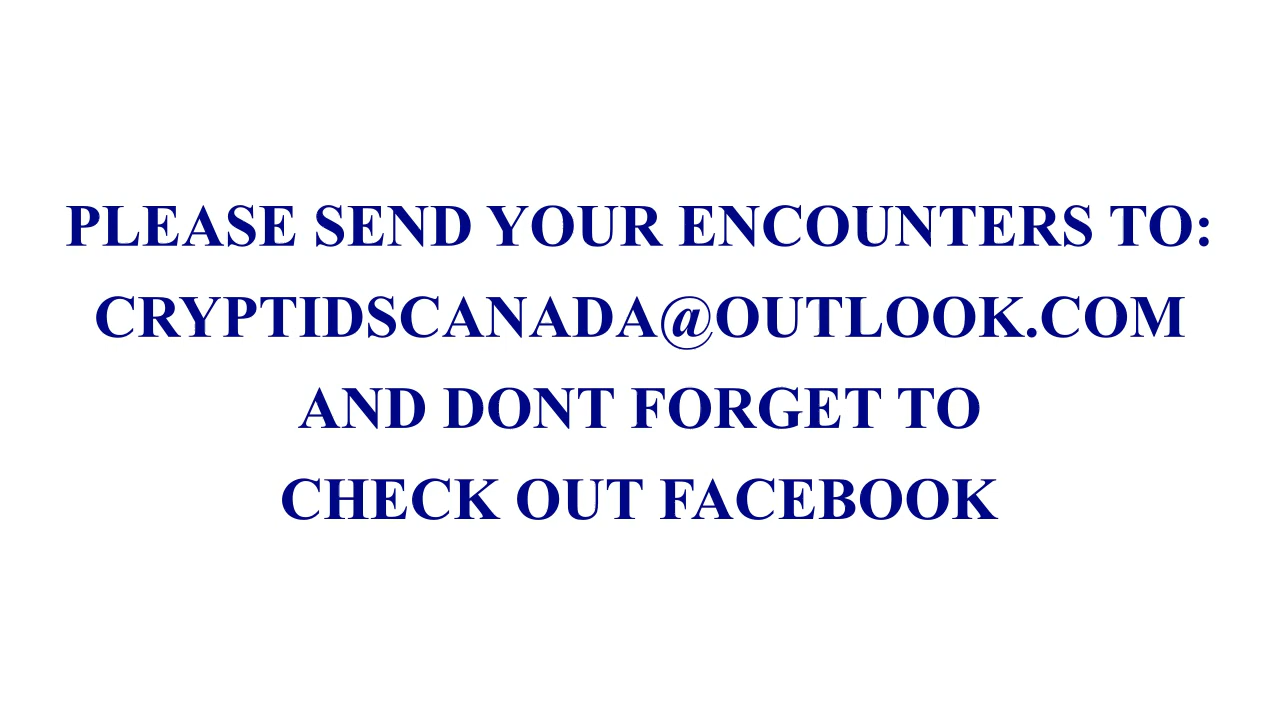 PLEASE SEND YOUR ENCOUNTERS TO:
CRYPTIDSCANADA@OUTLOOK.COM
AND DONT FORGET TO
CHECK OUT FACEBOOK